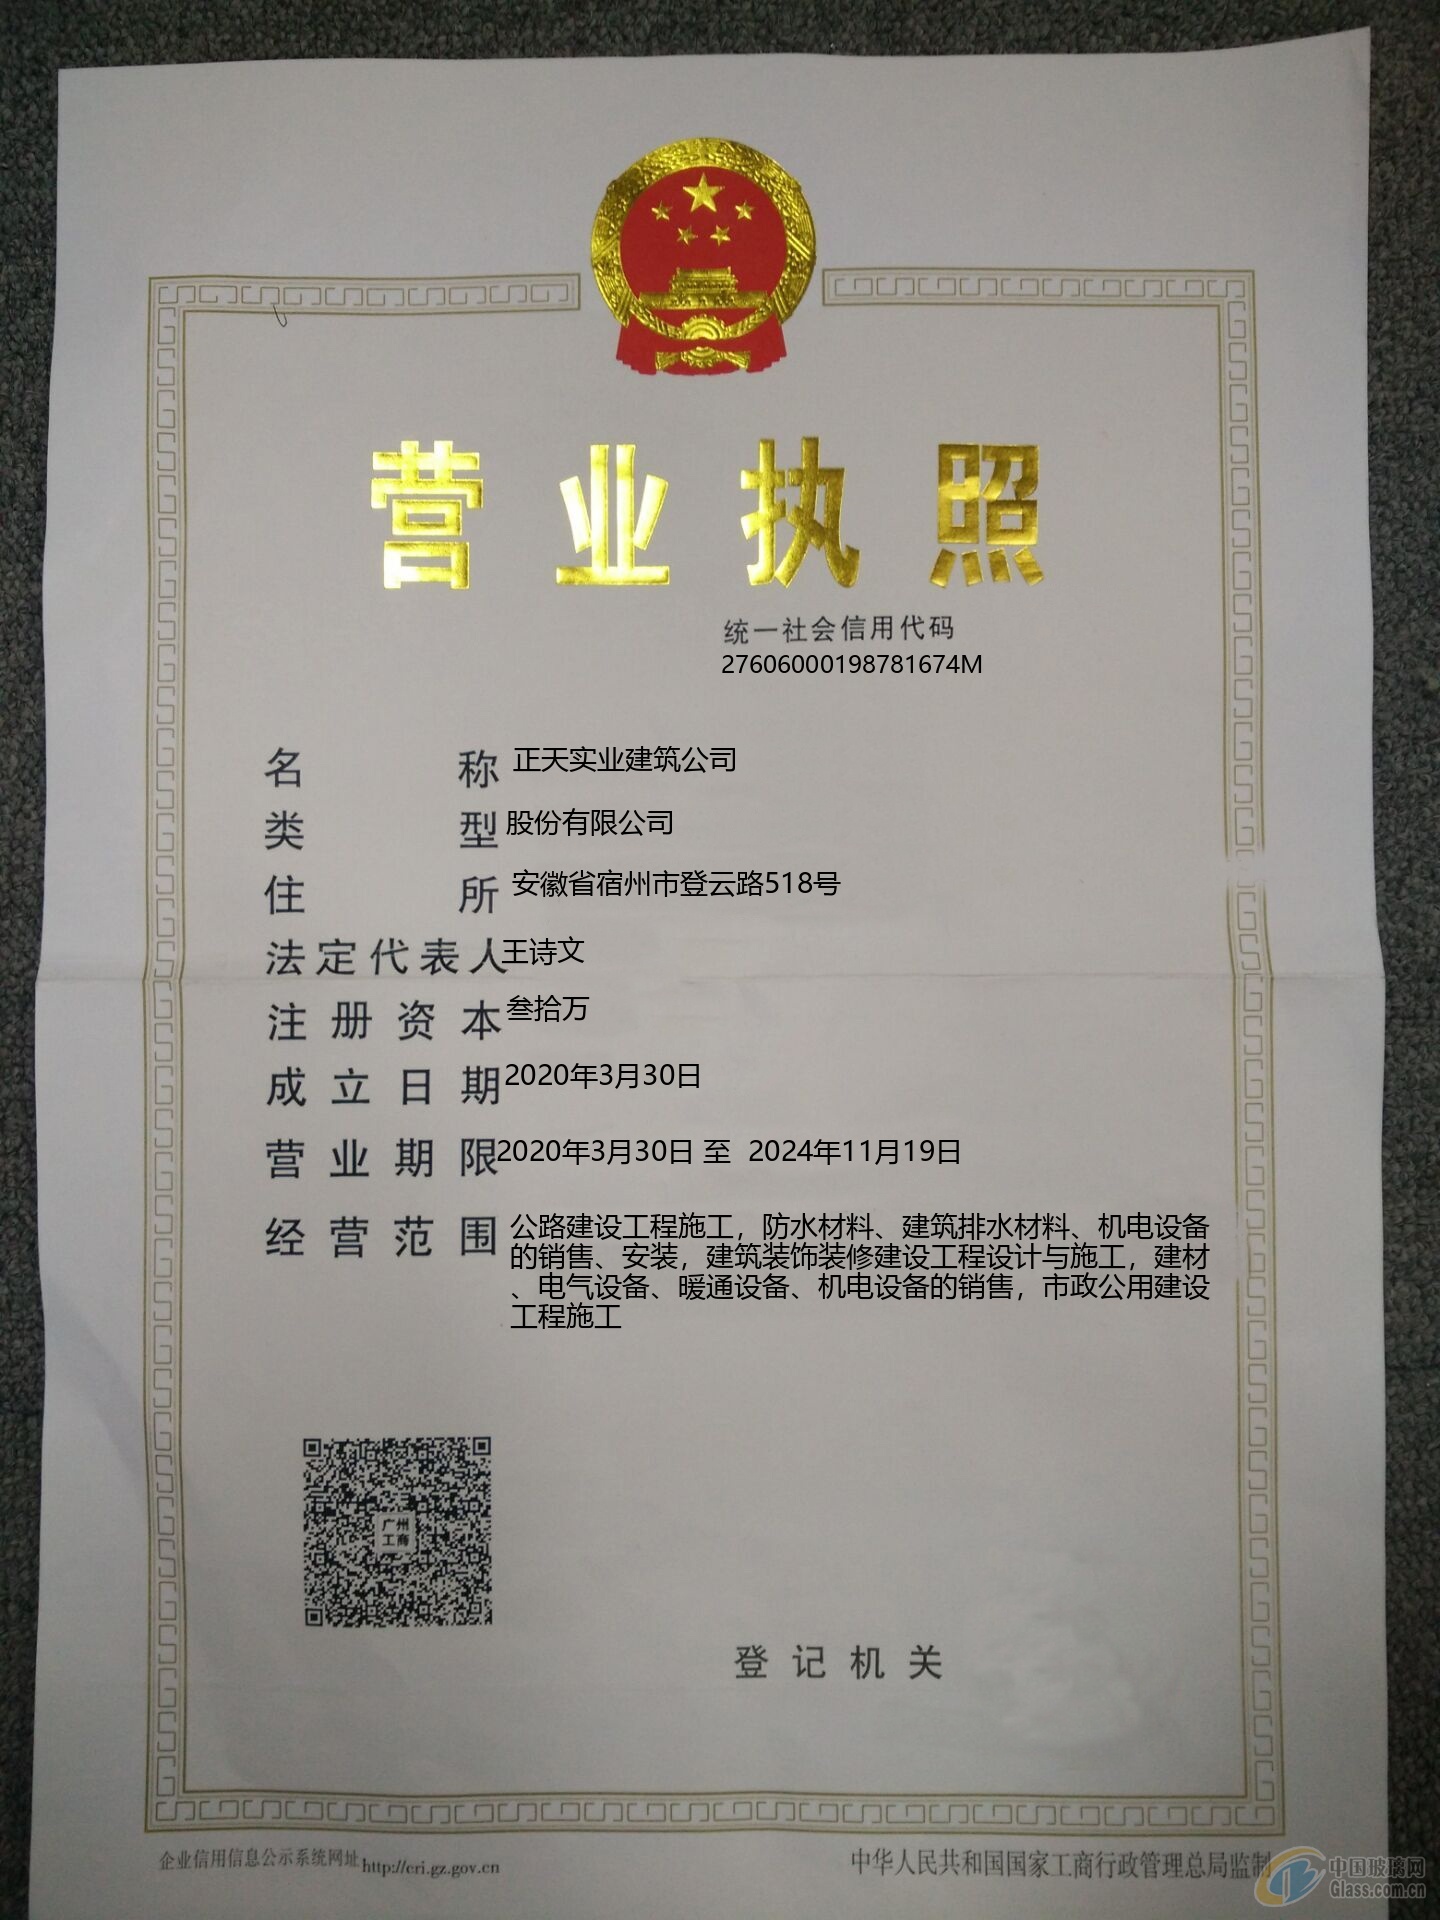 营业执照
统一社会信用代码
27606000198781674M
名称 正天实业建筑公司
类型 股份有限公司
住所 安徽省宿州市登云路518号
法定代表人 王诗文
注册资本 叁拾万
成立日期 2020年3月30日
营业期限 2020年3月30日 至 2024年11月19日
经营范围 公路建设工程施工，防水材料、建筑排水材料、机电设备
的销售、安装，建筑装饰装修建设工程设计与施工，建材
、电气设备、暖通设备、机电设备的销售，市政公用建设
工程施工
广州
工商
登记机关
企业信用信息公示系统网址 http://cri.gz.gov.cn
中华人民共和国国家工商行政管理总局监制
中国玻璃网
Glass.com.cn